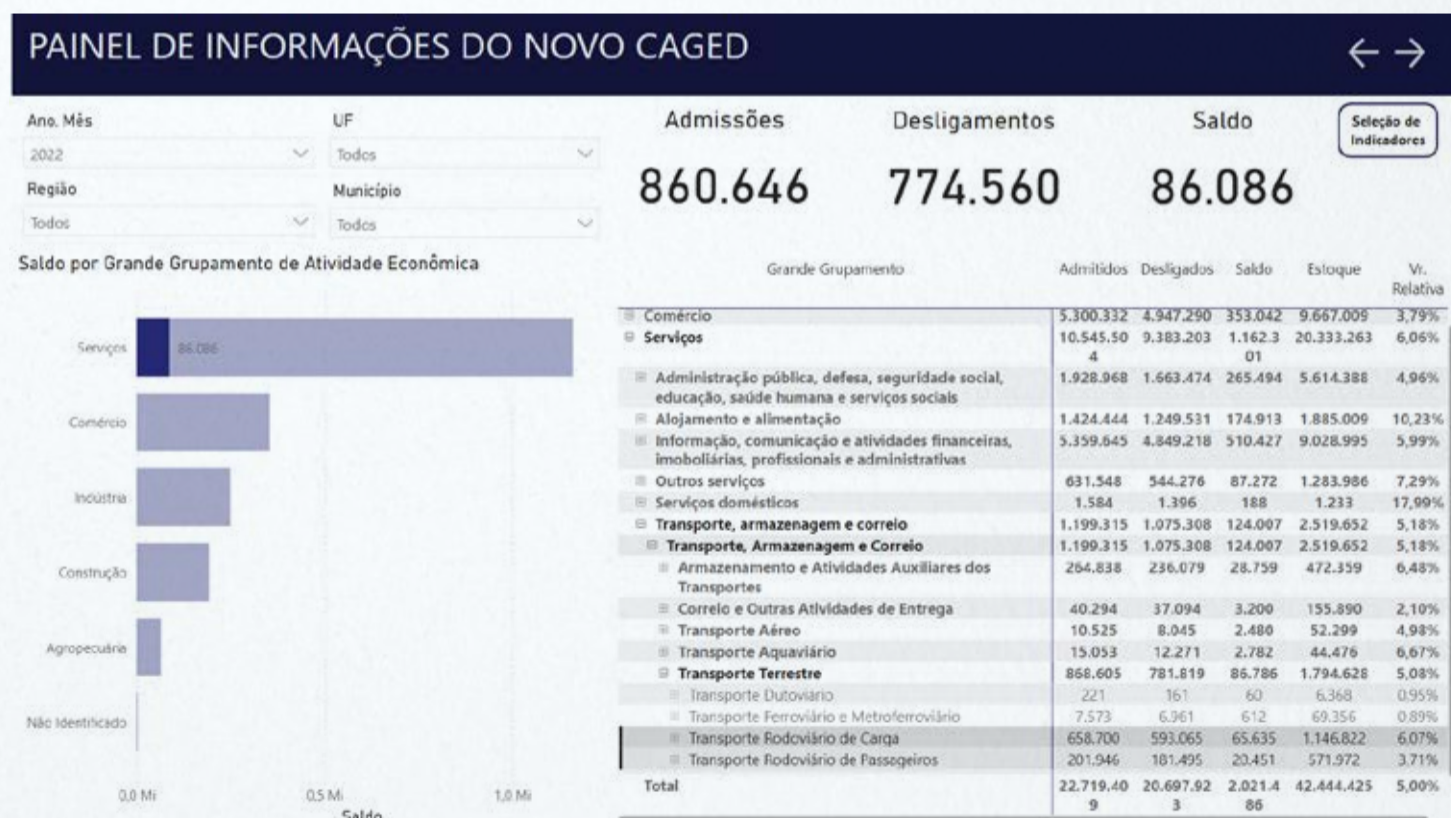 PAINEL DE INFORMAÇÕES DO NOVO CAGED
Ano. Mês
UF
2022
Todos
Região
Município
Todos
Todos
Admissões
Desligamentos
Saldo
Seleção de
Indicadores
860.646
774.560
86.086
Saldo por Grande Grupamento de Atividade Econômica
Serviços
86.086
Comércio
Indústria
Construção
Agropecuária
Não Identificado
0,0 Mi
0,5 Mi
1,0 Mi
Saldo
Grande Grupamento Admitidos Desligados Saldo Estoque Vr.
Relativa
Comércio 5.300.332 4.947.290 353.042 9.667.009 3,79%
Serviços 10.545.50 9.383.203 1.162.3 20.333.263 6,06%
4 01
Administração pública, defesa, seguridade social, 1.928.968 1.663.474 265.494 5.614.388 4,96%
educação, saúde humana e serviços sociais
Alojamento e alimentação 1.424.444 1.249.531 174.913 1.885.009 10,23%
Informação, comunicação e atividades financeiras, 5.359.645 4.849.218 510.427 9.028.995 5,99%
imoboliárias, profissionais e administrativas
Outros serviços 631.548 544.276 87.272 1.283.986 7,29%
Serviços domésticos 1.584 1.396 188 1.233 17,99%
Transporte, armazenagem e correio 1.199.315 1.075.308 124.007 2.519.652 5,18%
Transporte, Armazenagem e Correio 1.199.315 1.075.308 124.007 2.519.652 5,18%
Armazenamento e Atividades Auxiliares dos 264.838 236.079 28.759 472.359 6,48%
Transportes
Correio e Outras Atividades de Entrega 40.294 37.094 3.200 155.890 2,10%
Transporte Aéreo 10.525 8.045 2.480 52.299 4,98%
Transporte Aquaviário 15.053 12.271 2.782 44.476 6,67%
Transporte Terrestre 868.605 781.819 86.786 1.794.628 5,08%
Transporte Dutoviário 221 161 60 6.368 0,95%
Transporte Ferroviário e Metroferroviário 7.573 6.961 612 69.356 0,89%
Transporte Rodoviário de Carga 658.700 593.065 65.635 1.146.822 6,07%
Transporte Rodoviário de Passageiros 201.946 181.495 20.451 571.972 3,71%
Total 22.719.40 20.697.92 2.021.4 42.444.425 5,00%
9 3 86